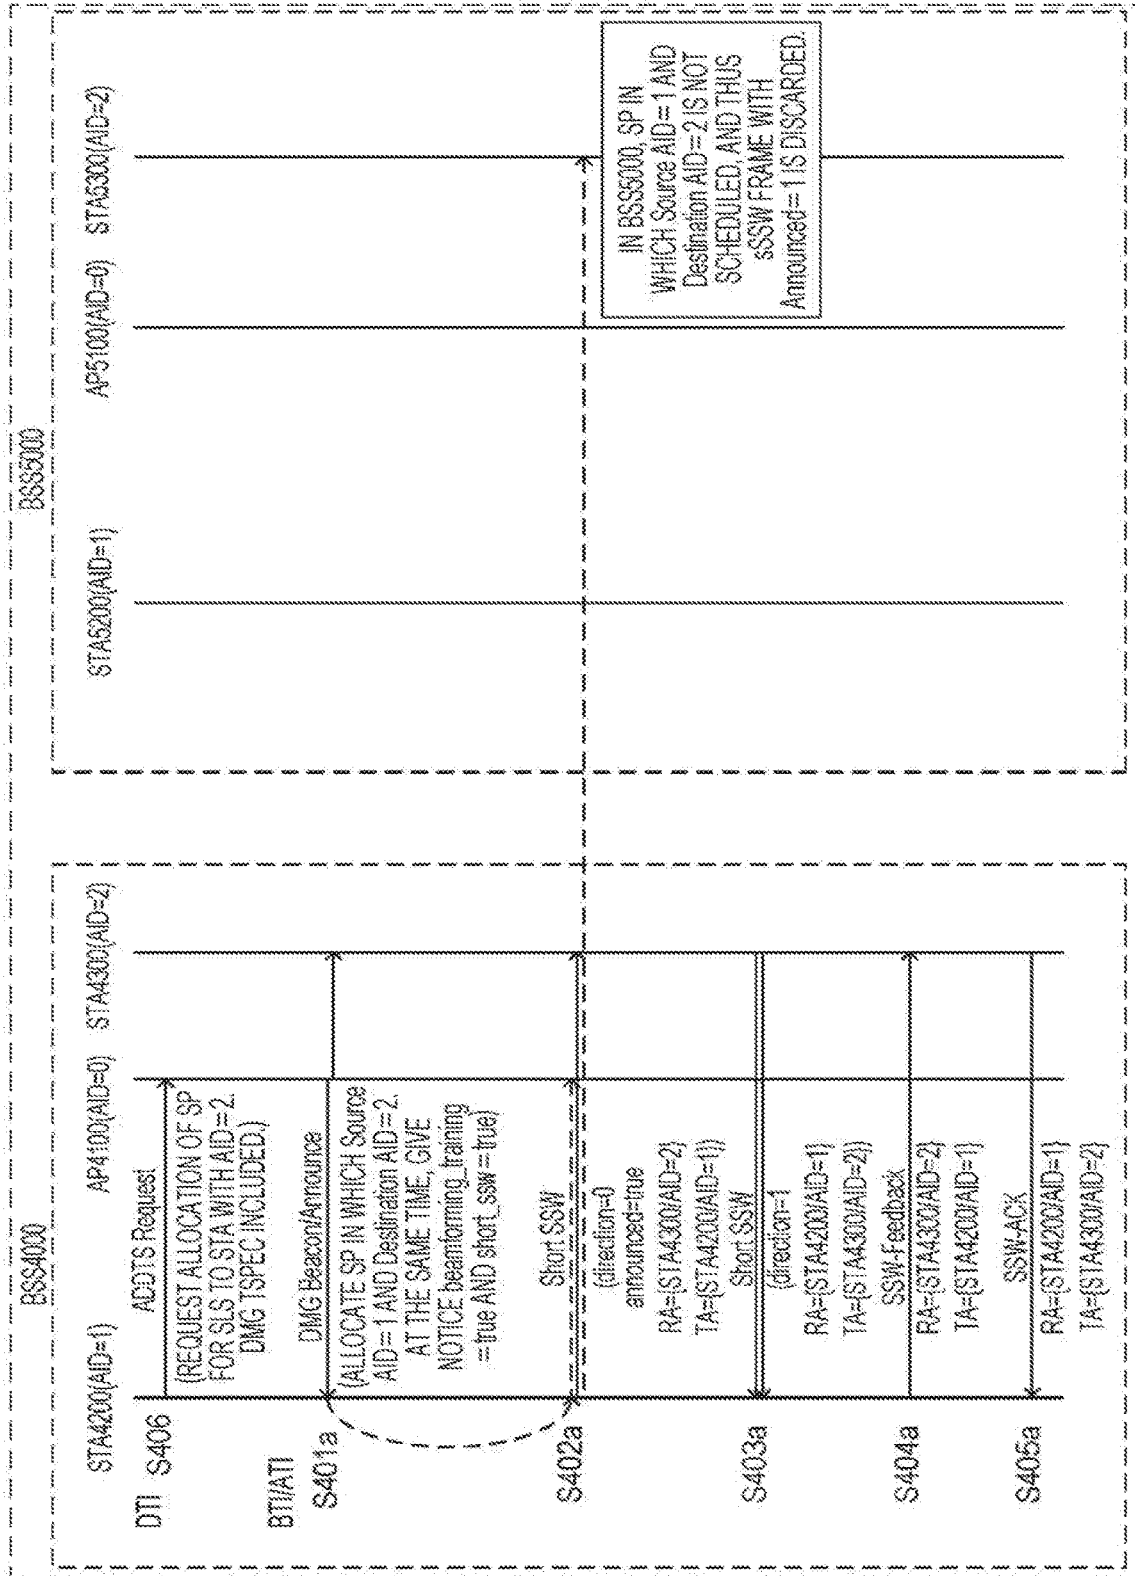 BSS4000
STA4200(AID=1)
AP4100(AID=0)
STA4300(AID=2)
DTI
S406
ADDTS Request
(REQUEST ALLOCATION OF SP
FOR SLS TO STA WITH AID=2.
DMG TSPEC INCLUDED.)
BTI/ATI
S401a
DMG Beacon/Announce
(ALLOCATE SP IN WHICH Source
AID=1 AND Destination AID=2.
AT THE SAME TIME, GIVE
NOTICE beamforming_training
=true AND short_ssw=true)
S402a
Short SSW
(direction=0
announced=true
RA={STA4300/AID=2}
TA={STA4200/AID=1})
S403a
Short SSW
(direction=1
RA={STA4200/AID=1}
TA={STA4300/AID=2})
S404a
SSW-Feedback
RA={STA4300/AID=2}
TA={STA4200/AID=1}
S405a
SSW-ACK
RA={STA4200/AID=1}
TA={STA4300/AID=2}
BSS5000
STA5200(AID=1)
AP5100(AID=0)
STA5300(AID=2)
IN BSS5000, SP IN
WHICH Source AID=1 AND
Destination AID=2 IS NOT
SCHEDULED, AND THUS
sSSW FRAME WITH
Announced=1 IS DISCARDED.